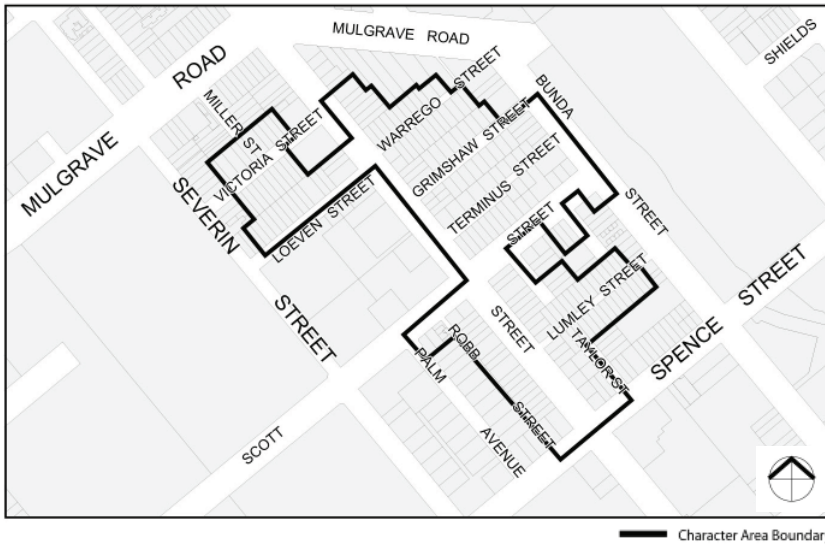 MULGRAVE ROAD
SHIELDS
ROAD
MILLER ST
VICTORIA STREET
WARREGO STREET
BUNDA
GRIMSHAW STREET
MULGRAVE
SEVERIN
LOEVEN STREET
TERMINUS STREET
STREET
STREET
STREET
STREET
LUMLEY STREET
STREET
SPENCE
ROBB
TAYLOR ST
PALM
STREET
SCOTT
AVENUE
Character Area Boundar